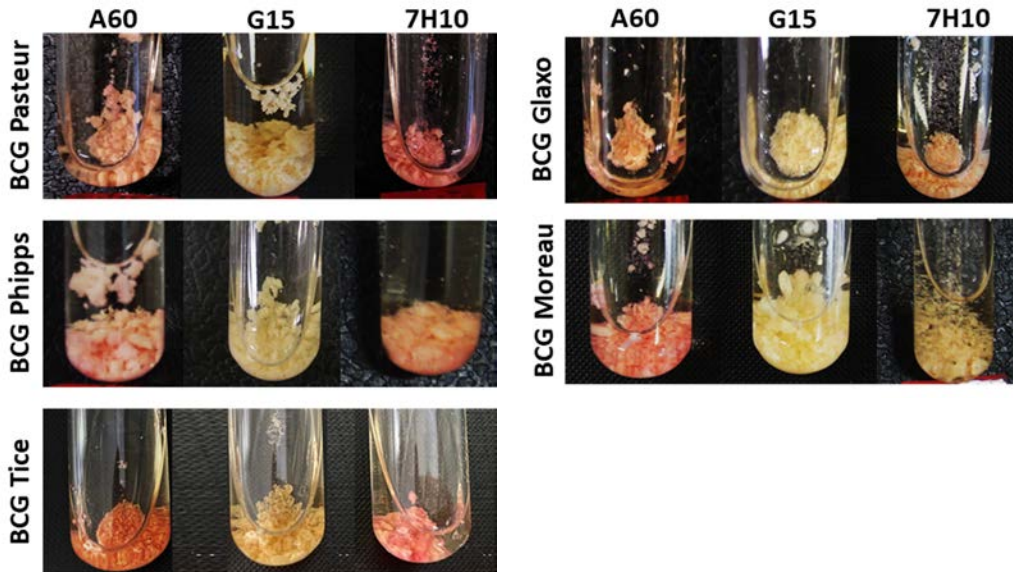 A60 G15 7H10
BCG Pasteur
BCG Phipps
BCG Tice
A60 G15 7H10
BCG Glaxo
BCG Moreau